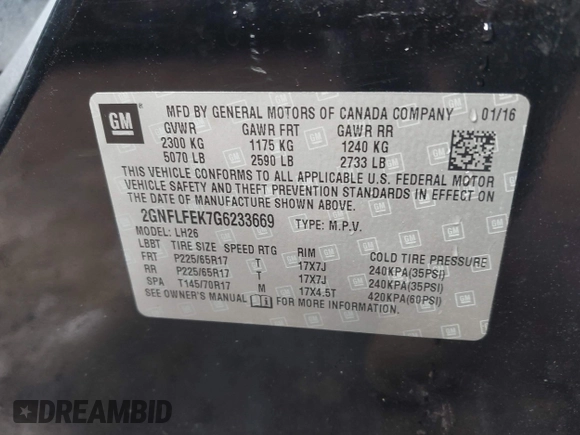 GM
MFD BY GENERAL MOTORS OF CANADA COMPANY 01/16
GVWR GAWR FRT GAWR RR
2300 KG 1175 KG 1240 KG
5070 LB 2590 LB 2733 LB
THIS VEHICLE CONFORMS TO ALL APPLICABLE U.S. FEDERAL MOTOR
VEHICLE SAFETY AND THEFT PREVENTION STANDARDS IN EFFECT ON
THE DATE OF MANUFACTURE SHOWN ABOVE.
2GNFLFEK7G6233669 TYPE: M.P.V.
MODEL: LH26
LBBT TIRE SIZE SPEED RTG RIM COLD TIRE PRESSURE
FRT P225/65R17 T 17X7J 240KPA(35PSI)
RR P225/65R17 T 17X7J 240KPA(35PSI)
SPA T145/70R17 M 17X4.5T 420KPA(60PSI)
SEE OWNER'S MANUAL FOR MORE INFORMATION.
DREAMBID